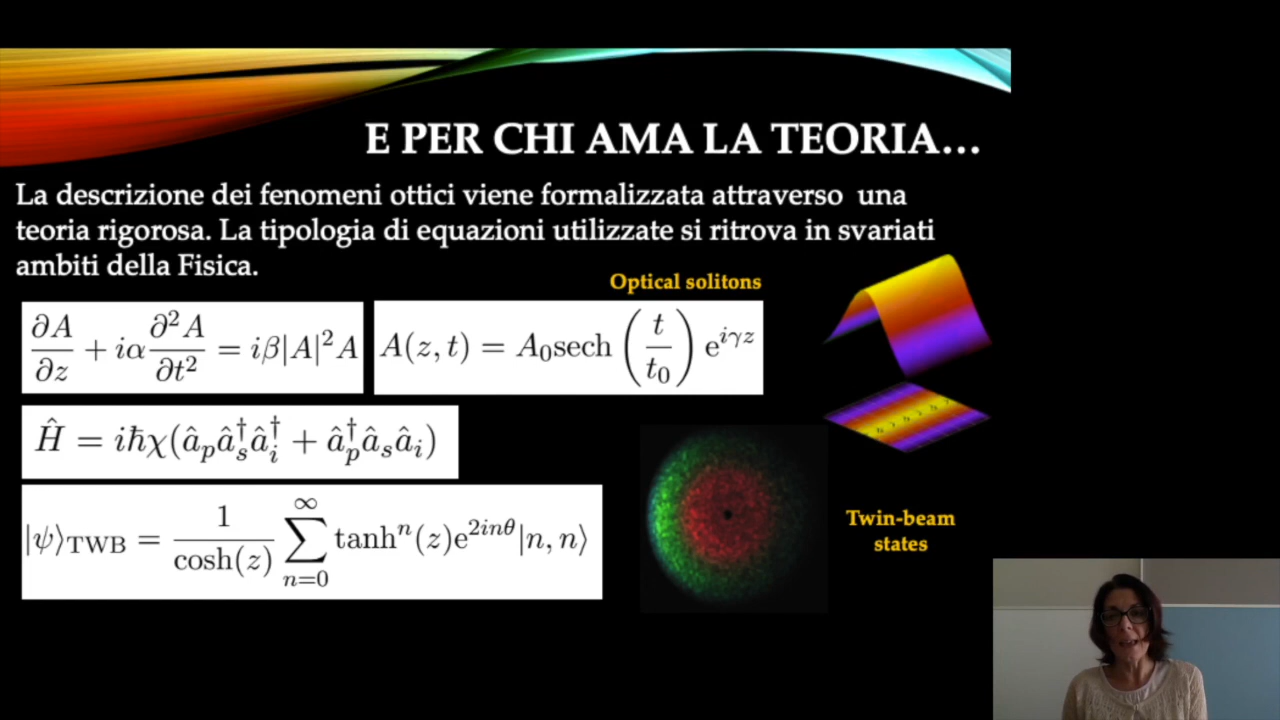 E PER CHI AMA LA TEORIA…
La descrizione dei fenomeni ottici viene formalizzata attraverso una
teoria rigorosa. La tipologia di equazioni utilizzate si ritrova in svariati
ambiti della Fisica.
Optical solitons
∂A/∂z + iα ∂²A/∂t² = iβ|A|²A
A(z, t) = A₀sech (t/t₀) e^{iγz}
Ĥ = iħχ(â_p â_s^† â_i^† + â_p^† â_s â_i)
Twin-beam
states
|ψ⟩_TWB = 1/cosh(z) ∑_{n=0}^{∞} tanhⁿ(z)e^{2inθ}|n, n⟩